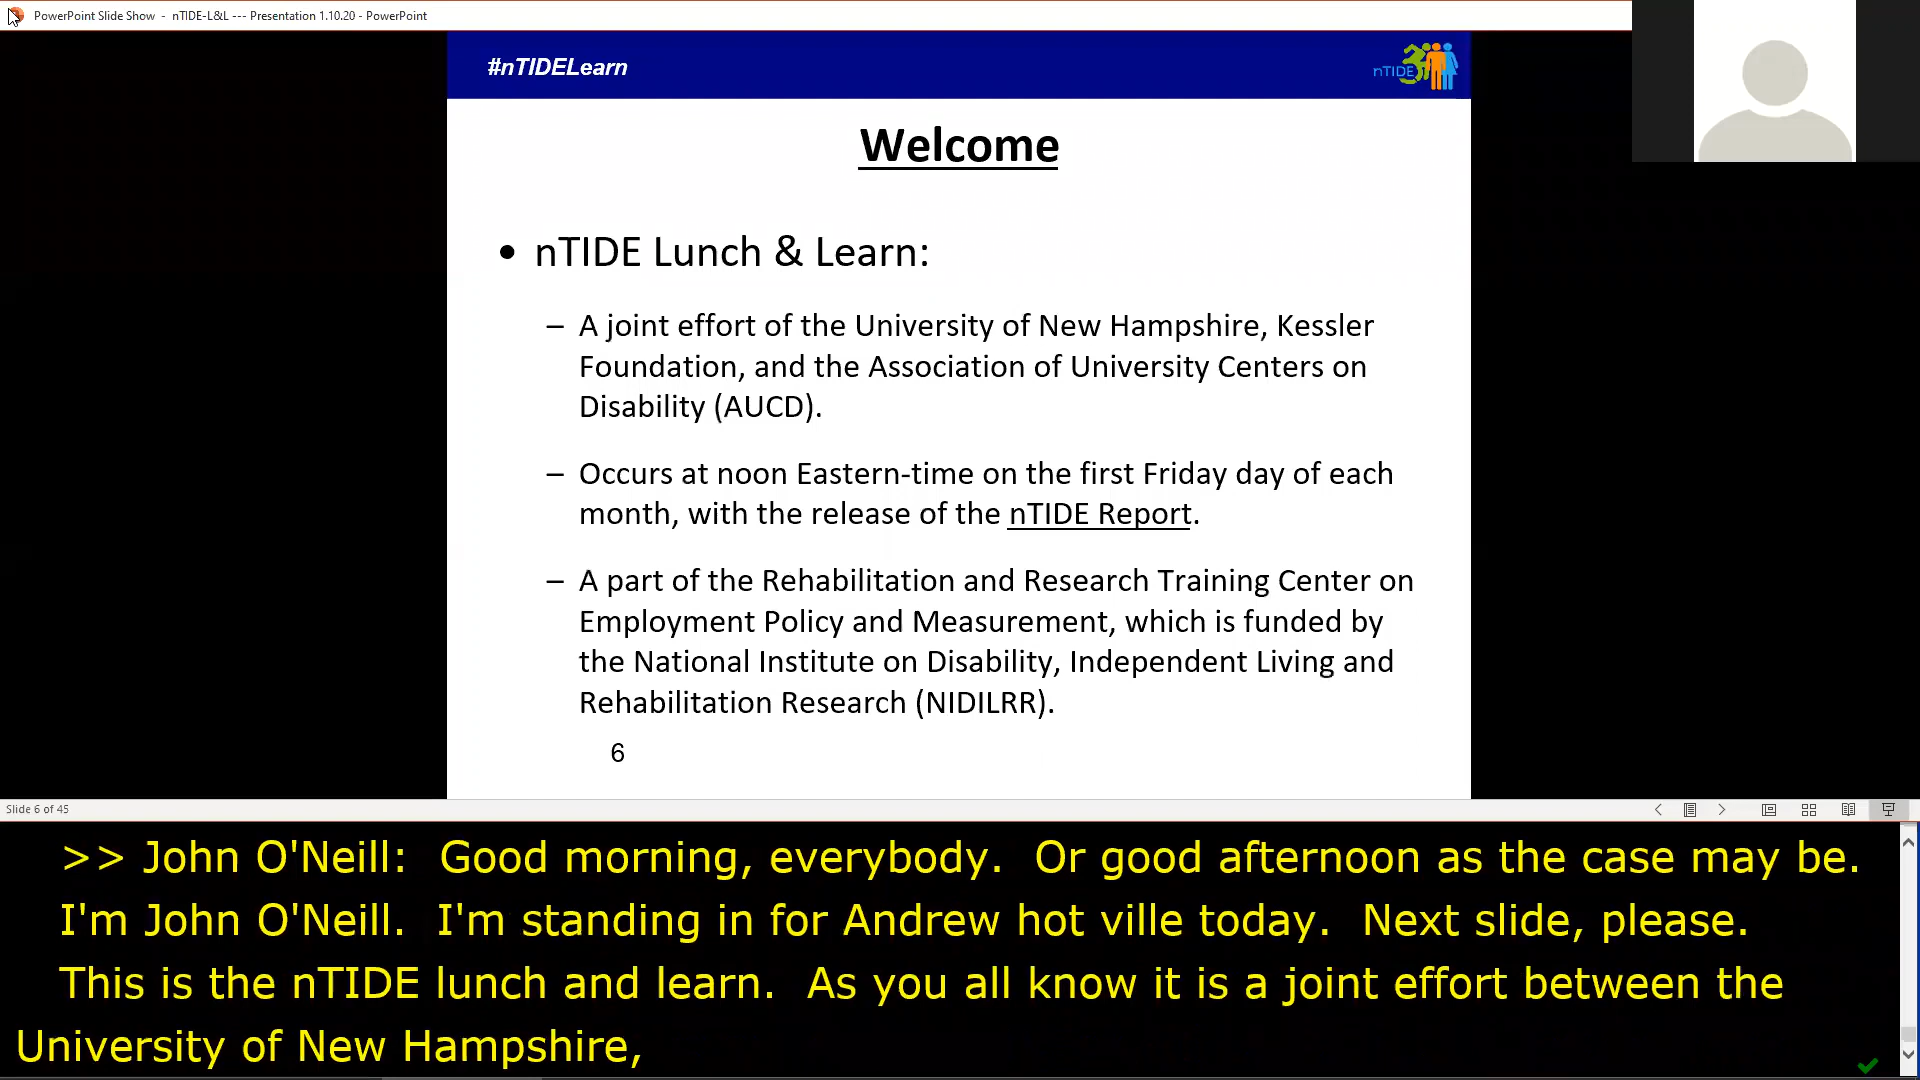 PowerPoint Slide Show - nTIDE-L&L --- Presentation 1.10.20 - PowerPoint
#nTIDELearn
nTIDE
Welcome
• nTIDE Lunch & Learn:
– A joint effort of the University of New Hampshire, Kessler
Foundation, and the Association of University Centers on
Disability (AUCD).
– Occurs at noon Eastern-time on the first Friday day of each
month, with the release of the nTIDE Report.
– A part of the Rehabilitation and Research Training Center on
Employment Policy and Measurement, which is funded by
the National Institute on Disability, Independent Living and
Rehabilitation Research (NIDILRR).
6
Slide 6 of 45
>> John O'Neill: Good morning, everybody. Or good afternoon as the case may be.
I'm John O'Neill. I'm standing in for Andrew hot ville today. Next slide, please.
This is the nTIDE lunch and learn. As you all know it is a joint effort between the
University of New Hampshire,